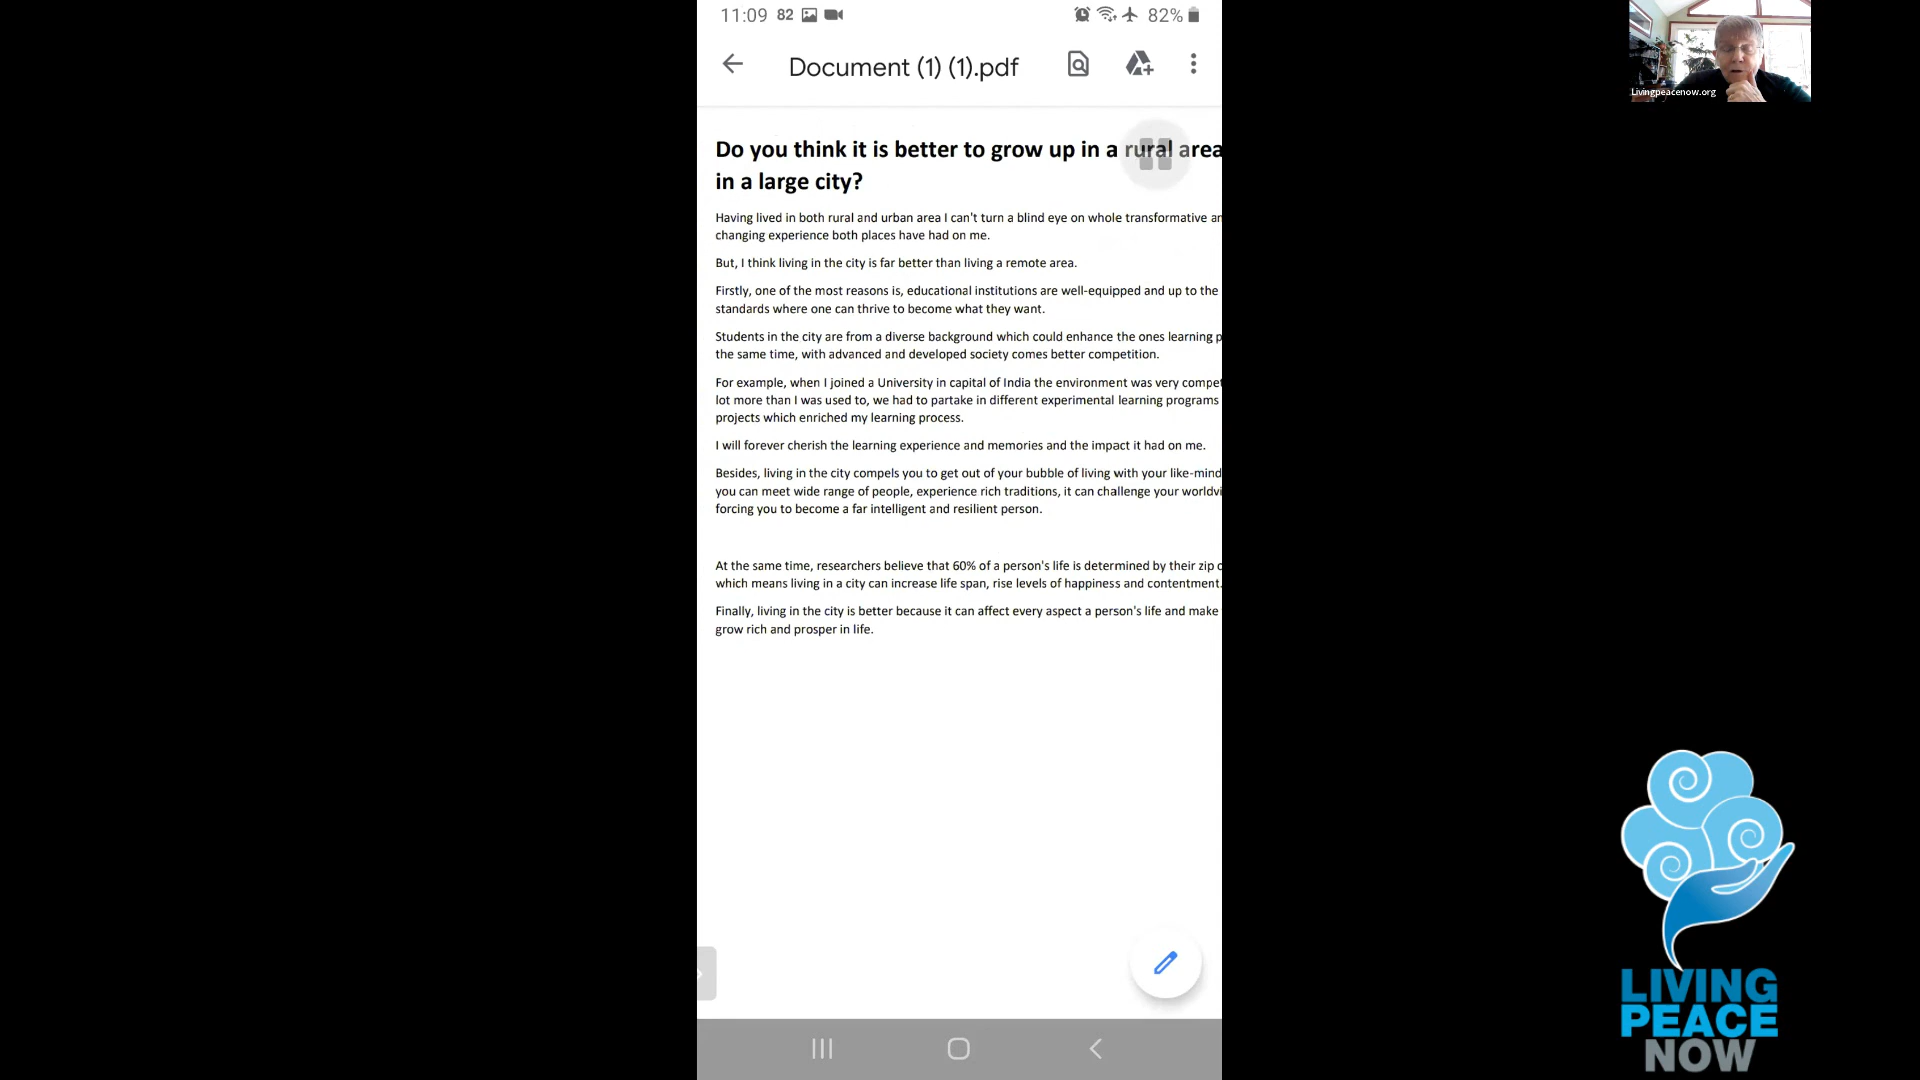 11:09 82 82%
Livingpeacenow.org
Document (1) (1).pdf
Do you think it is better to grow up in a rural area
in a large city?
Having lived in both rural and urban area I can't turn a blind eye on whole transformative
changing experience both places have had on me.
But, I think living in the city is far better than living a remote area.
Firstly, one of the most reasons is, educational institutions are well-equipped and up to the
standards where one can thrive to become what they want.
Students in the city are from a diverse background which could enhance the ones learning
the same time, with advanced and developed society comes better competition.
For example, when I joined a University in capital of India the environment was very
lot more than I was used to, we had to partake in different experimental learning programs
projects which enriched my learning process.
I will forever cherish the learning experience and memories and the impact it had on me.
Besides, living in the city compels you to get out of your bubble of living with your like-mind
you can meet wide range of people, experience rich traditions, it can challenge your
forcing you to become a far intelligent and resilient person.
At the same time, researchers believe that 60% of a person's life is determined by their zip
which means living in a city can increase life span, rise levels of happiness and contentment.
Finally, living in the city is better because it can affect every aspect a person's life and make
grow rich and prosper in life.
LIVING
PEACE
NOW